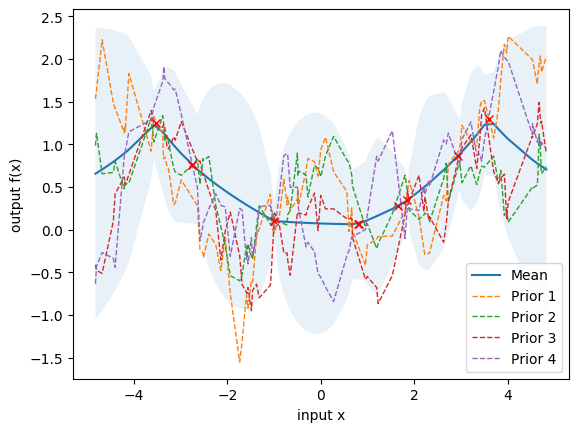 2.5
2.0
1.5
1.0
0.5
0.0
−0.5
−1.0
−1.5
output f(x)
−4
−2
0
2
4
input x
Mean
Prior 1
Prior 2
Prior 3
Prior 4